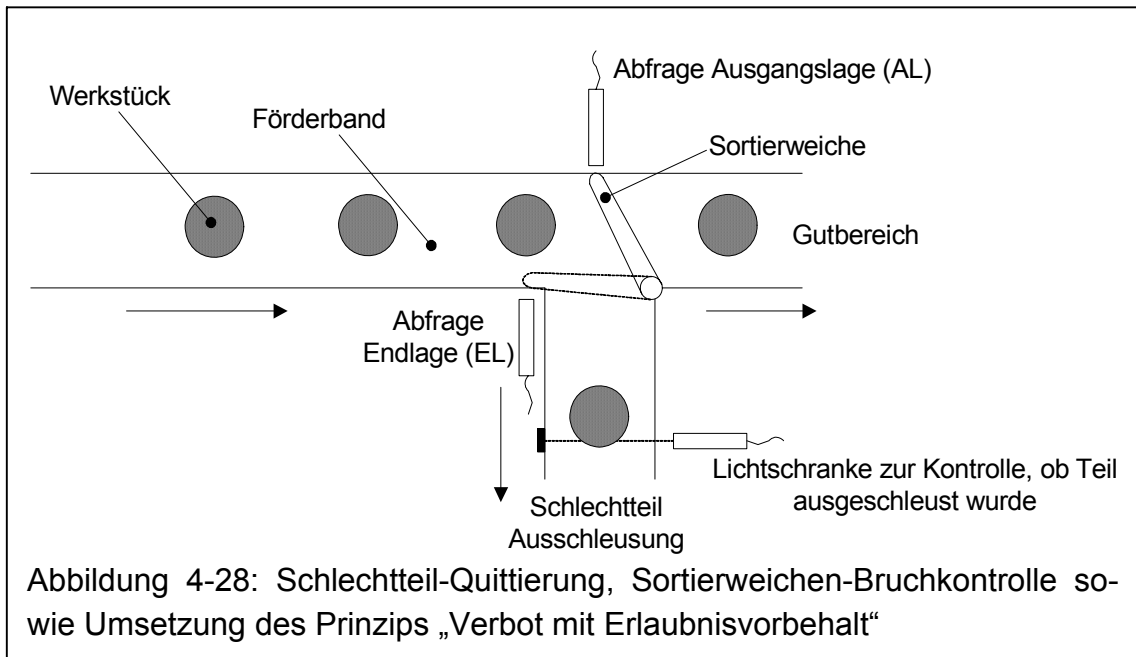 Abfrage Ausgangslage (AL)
Werkstück
Förderband
Sortierweiche
Gutbereich
Abfrage
Endlage (EL)
Lichtschranke zur Kontrolle, ob Teil
ausgeschleust wurde
Schlechtteil
Ausschleusung
Abbildung 4-28: Schlechtteil-Quittierung, Sortierweichen-Bruchkontrolle so-
wie Umsetzung des Prinzips „Verbot mit Erlaubnisvorbehalt“